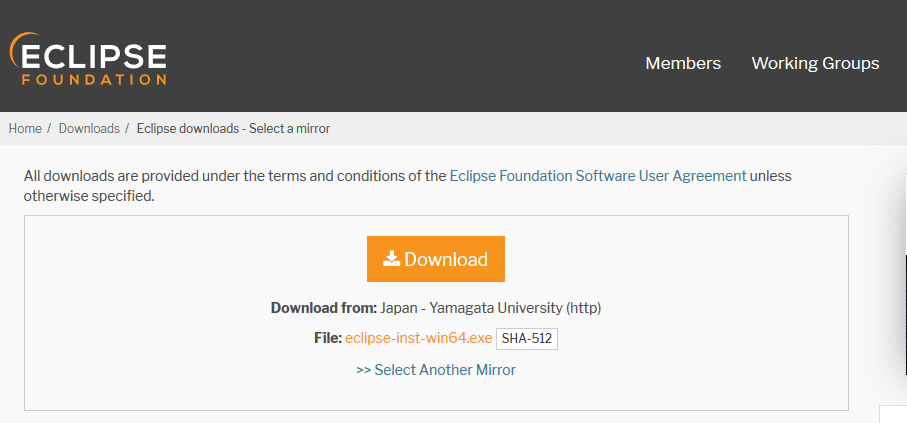 ECLIPSE
FOUNDATION
Members Working Groups
Home / Downloads / Eclipse downloads - Select a mirror
All downloads are provided under the terms and conditions of the Eclipse Foundation Software User Agreement unless
otherwise specified.
Download
Download from: Japan - Yamagata University (http)
File: eclipse-inst-win64.exe SHA-512
>> Select Another Mirror